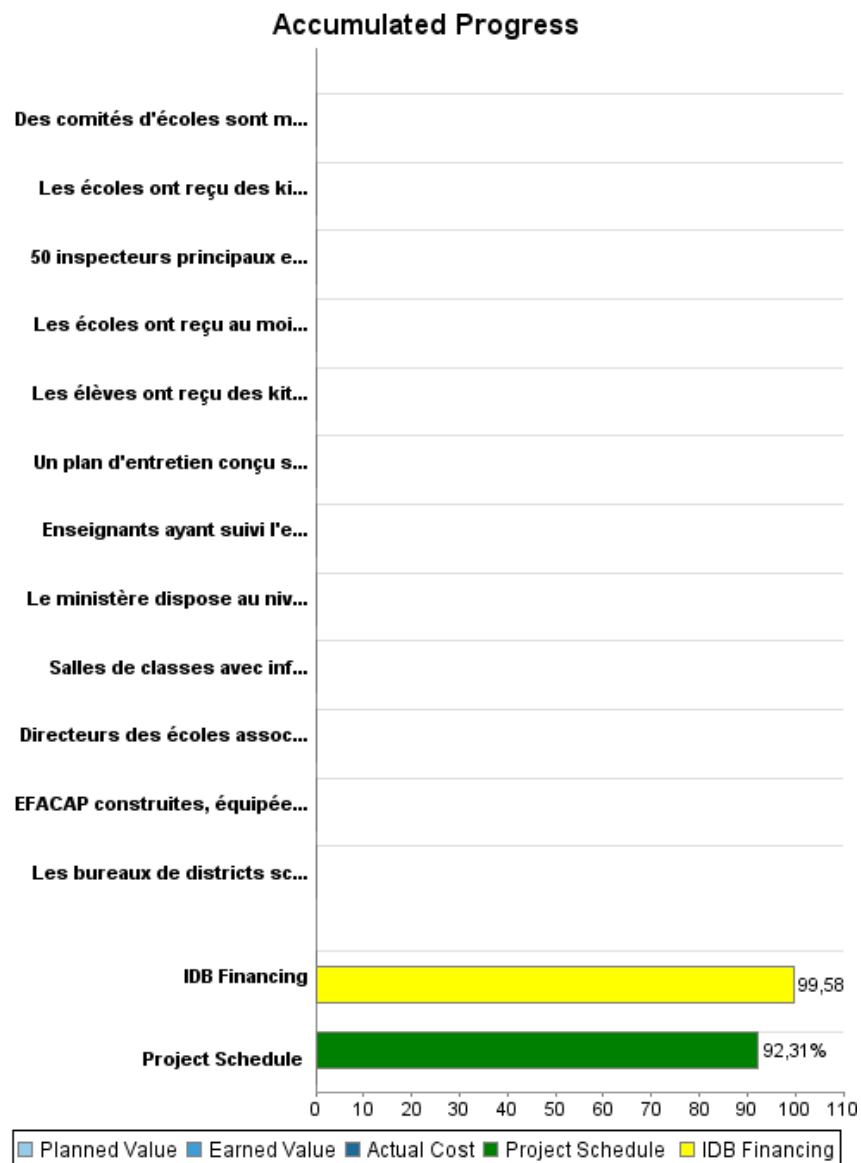 Accumulated Progress
Des comités d'écoles sont m...
Les écoles ont reçu des ki...
50 inspecteurs principaux e...
Les écoles ont reçu au moi...
Les élèves ont reçu des kit...
Un plan d'entretien conçu s...
Enseignants ayant suivi l'e...
Le ministère dispose au niv...
Salles de classes avec inf...
Directeurs des écoles assoc...
EFACAP construites, équipée...
Les bureaux de districts sc...
IDB Financing 99,58
Project Schedule 92,31%
0 10 20 30 40 50 60 70 80 90 100 110
Planned Value Earned Value Actual Cost Project Schedule IDB Financing